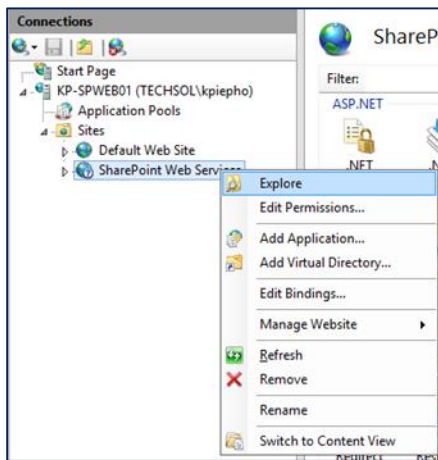 Connections
Start Page
KP-SPWEB01 (TECHSOL\kpiepho)
Application Pools
Sites
Default Web Site
SharePoint Web Services
ShareP
Filter:
ASP.NET
.NET
Explore
Edit Permissions...
Add Application...
Add Virtual Directory...
Edit Bindings...
Manage Website
Refresh
Remove
Rename
Switch to Content View